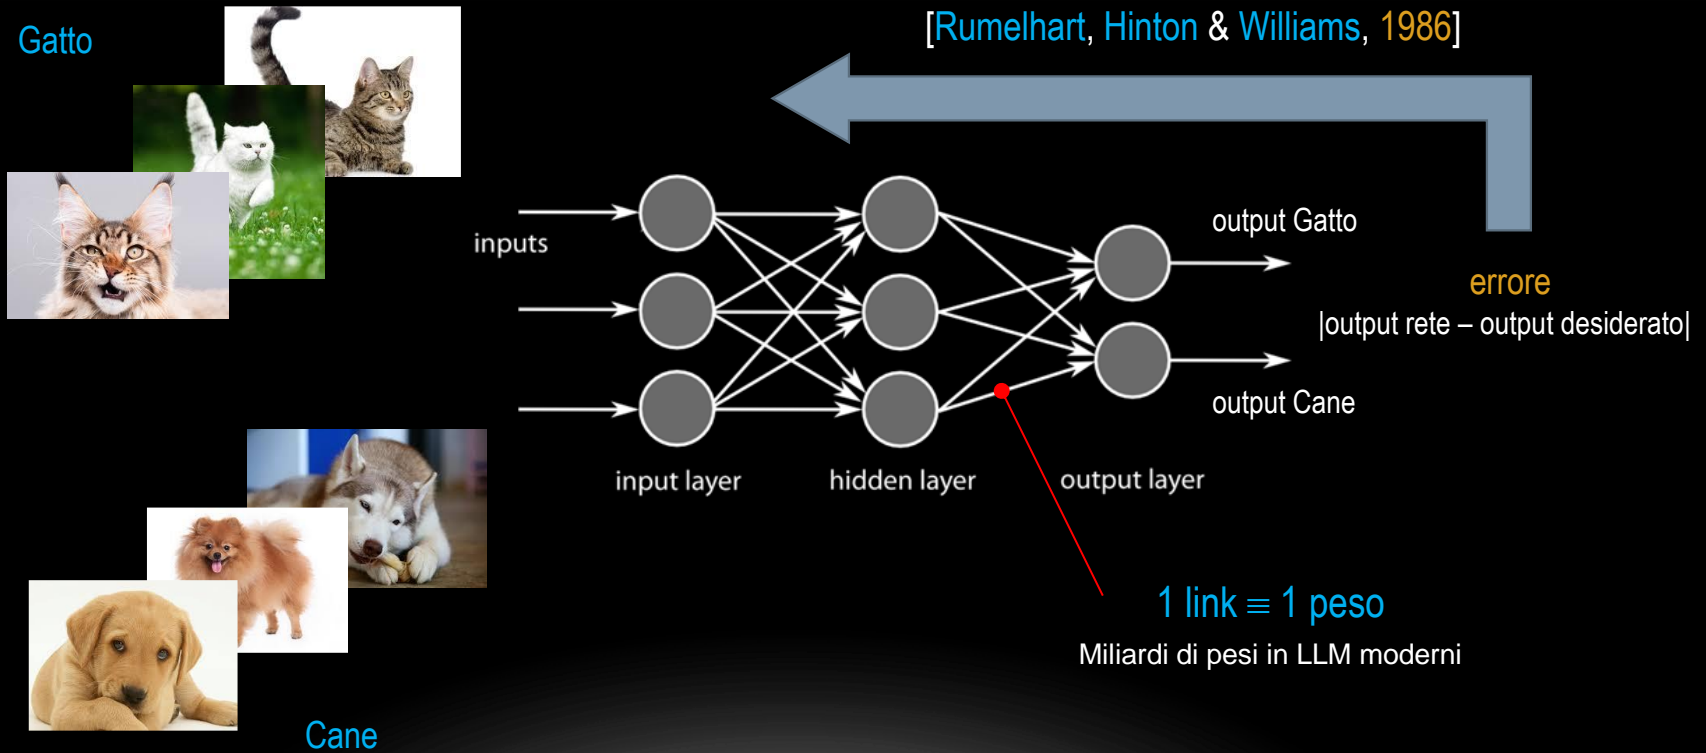 Gatto
[Rumelhart, Hinton & Williams, 1986]
inputs
output Gatto
errore
|output rete – output desiderato|
output Cane
input layer
hidden layer
output layer
1 link ≡ 1 peso
Miliardi di pesi in LLM moderni
Cane